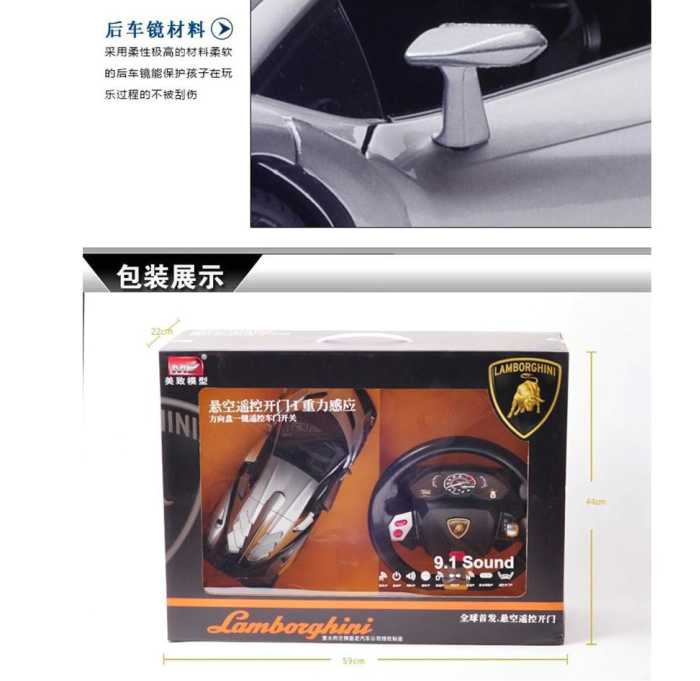 后车镜材料
采用柔性极高的材料柔软
的后车镜能保护孩子在玩
乐过程的不被刮伤
包装展示
22cm
美致模型
LAMBORGHINI
悬空遥控开门+重力感应
方向盘一键遥控车门开关
44cm
9.1 Sound
Lamborghini
全球首发.悬空遥控开门
59cm